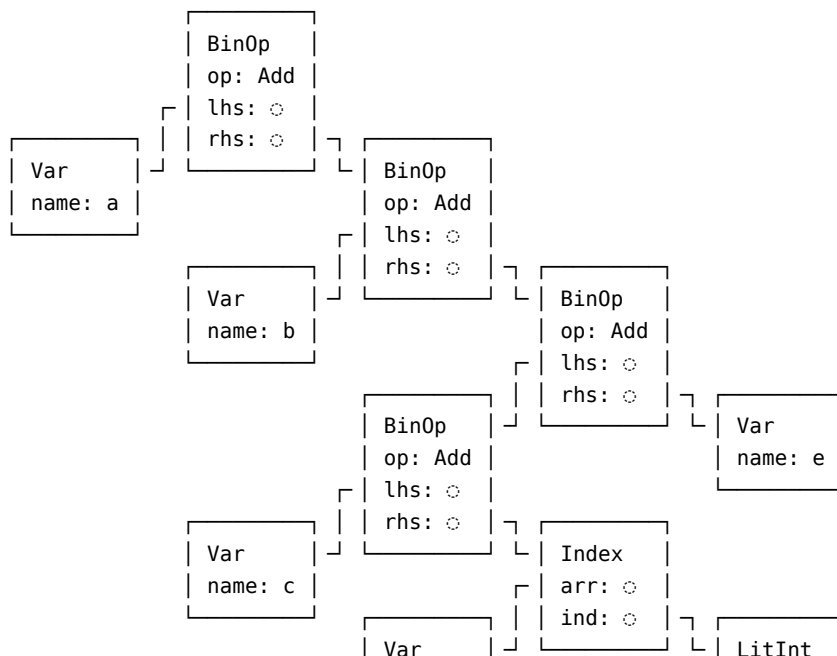 BinOp
op: Add
lhs: ◌
rhs: ◌
Var
name: a
BinOp
op: Add
lhs: ◌
rhs: ◌
Var
name: b
BinOp
op: Add
lhs: ◌
rhs: ◌
BinOp
op: Add
lhs: ◌
rhs: ◌
Var
name: e
Var
name: c
Index
arr: ◌
ind: ◌
Var
LitInt